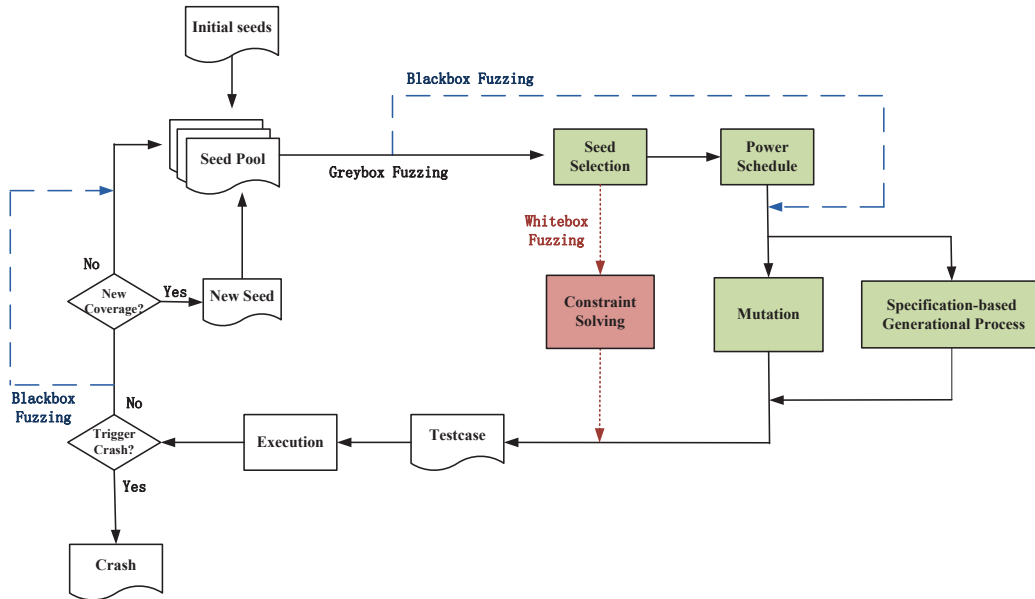 Initial seeds
Blackbox Fuzzing
Seed Pool
Greybox Fuzzing
Seed
Selection
Power
Schedule
Whitebox
Fuzzing
No
New
Coverage?
Yes
New Seed
Constraint
Solving
Mutation
Specification-based
Generational Process
Blackbox
Fuzzing
No
Trigger
Crash?
Execution
Testcase
Yes
Crash